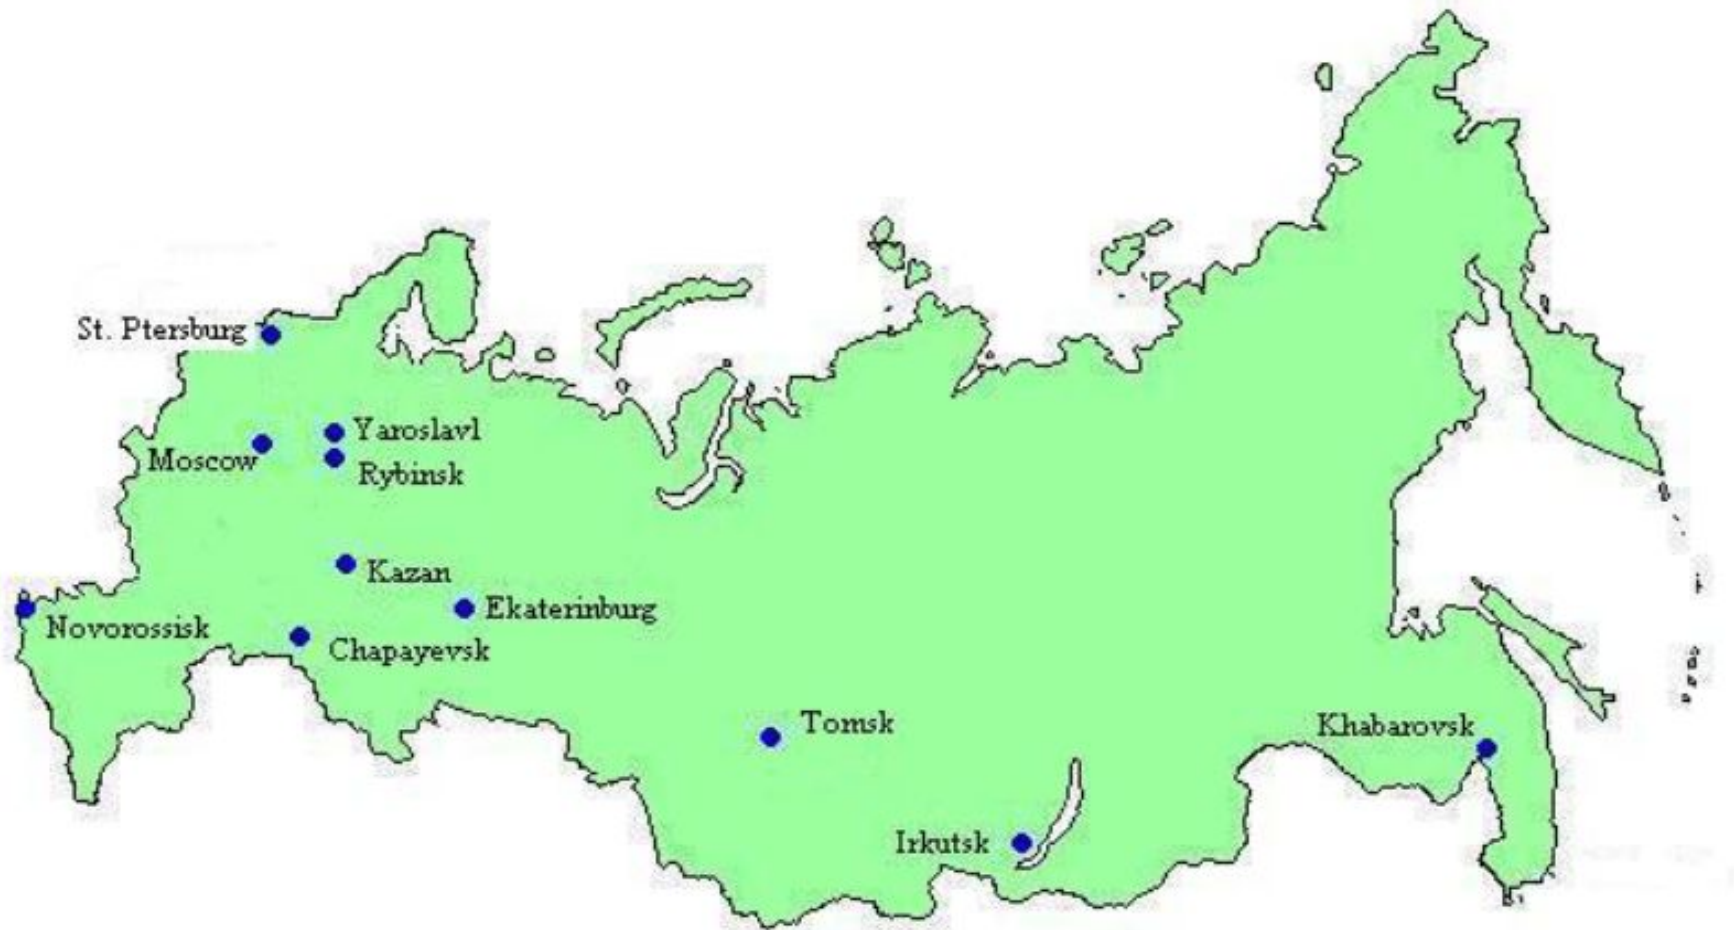 St. Ptersburg
Yaroslavl
Moscow
Rybinsk
Kazan
Ekaterinburg
Novorossisk
Chapayevsk
Tomsk
Khabarovsk
Irkutsk